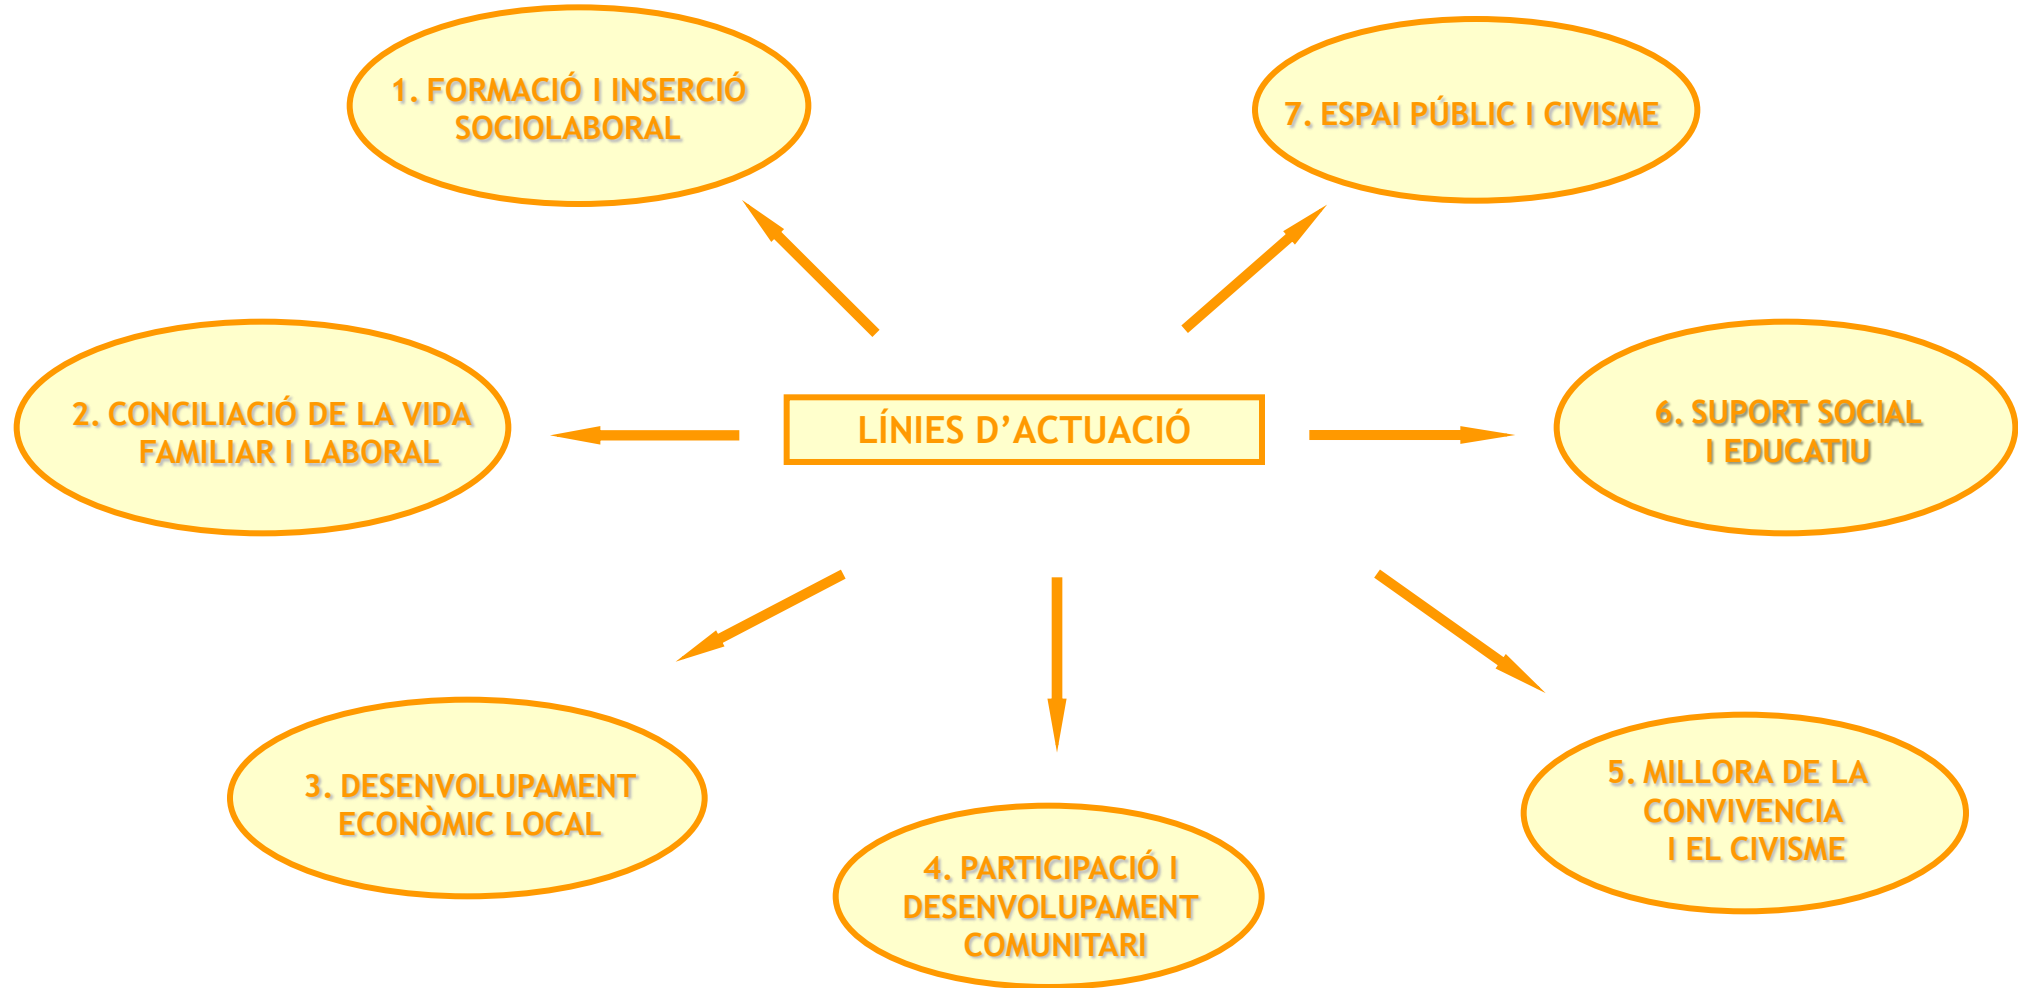 1. FORMACIÓ I INSERCIÓ
SOCIOLABORAL
7. ESPAI PÚBLIC I CIVISME
2. CONCILIACIÓ DE LA VIDA
FAMILIAR I LABORAL
LÍNIES D’ACTUACIÓ
6. SUPORT SOCIAL
I EDUCATIU
3. DESENVOLUPAMENT
ECONÒMIC LOCAL
4. PARTICIPACIÓ I
DESENVOLUPAMENT
COMUNITARI
5. MILLORA DE LA
CONVIVENCIA
I EL CIVISME